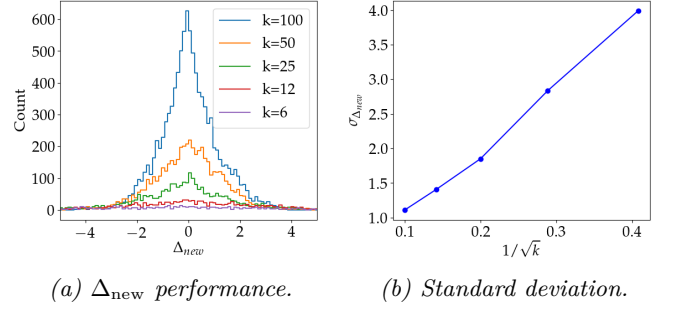 600
500
400
300
200
100
0
Count
−4 −2 0 2 4
Δnew
k=100
k=50
k=25
k=12
k=6
(a) Δnew performance.
4.0
3.5
3.0
2.5
2.0
1.5
1.0
σΔnew
0.1 0.2 0.3 0.4
1/√k
(b) Standard deviation.